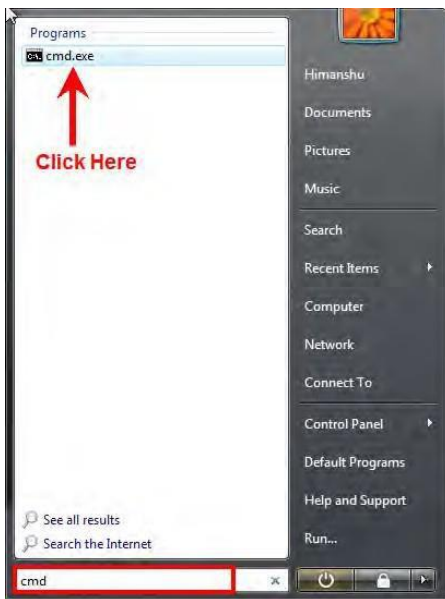 Programs
cmd.exe
Click Here
See all results
Search the Internet
cmd
Himanshu
Documents
Pictures
Music
Search
Recent Items
Computer
Network
Connect To
Control Panel
Default Programs
Help and Support
Run...